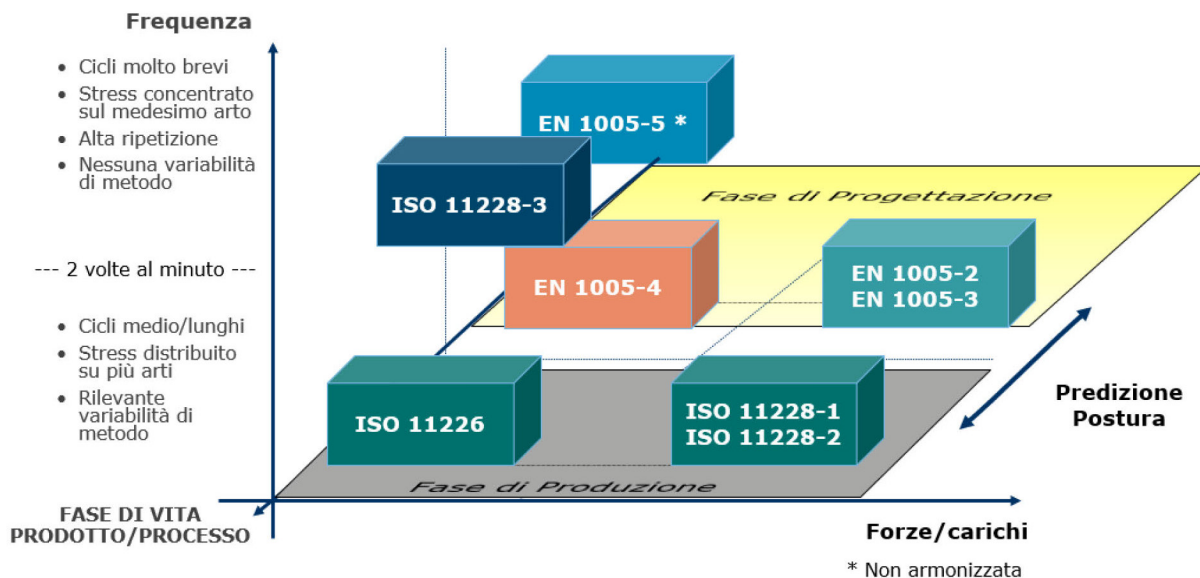 Frequenza
• Cicli molto brevi
• Stress concentrato
sul medesimo arto
• Alta ripetizione
• Nessuna variabilità
di metodo
--- 2 volte al minuto ---
• Cicli medio/lunghi
• Stress distribuito
su più arti
• Rilevante
variabilità di
metodo
FASE DI VITA
PRODOTTO/PROCESSO
EN 1005-5 *
ISO 11228-3
Fase di Progettazione
EN 1005-4
EN 1005-2
EN 1005-3
ISO 11226
ISO 11228-1
ISO 11228-2
Fase di Produzione
Predizione
Postura
Forze/carichi
* Non armonizzata